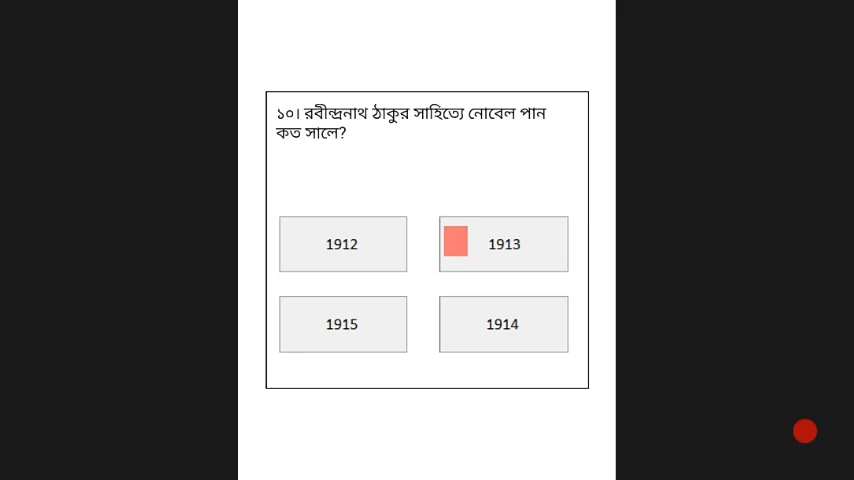 ১০। রবীন্দ্রনাথ ঠাকুর সাহিত্যে নোবেল পান
কত সালে?
1912
1913
1915
1914